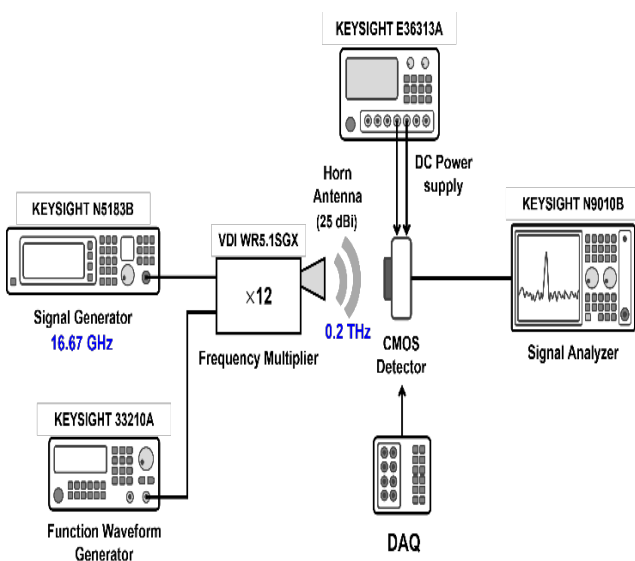 KEYSIGHT E36313A
DC Power
supply
Horn
Antenna
(25 dBi)
KEYSIGHT N5183B
VDI WR5.1SGX
KEYSIGHT N9010B
×12
Signal Generator
16.67 GHz
Frequency Multiplier
0.2 THz
CMOS
Detector
Signal Analyzer
KEYSIGHT 33210A
Function Waveform
Generator
DAQ